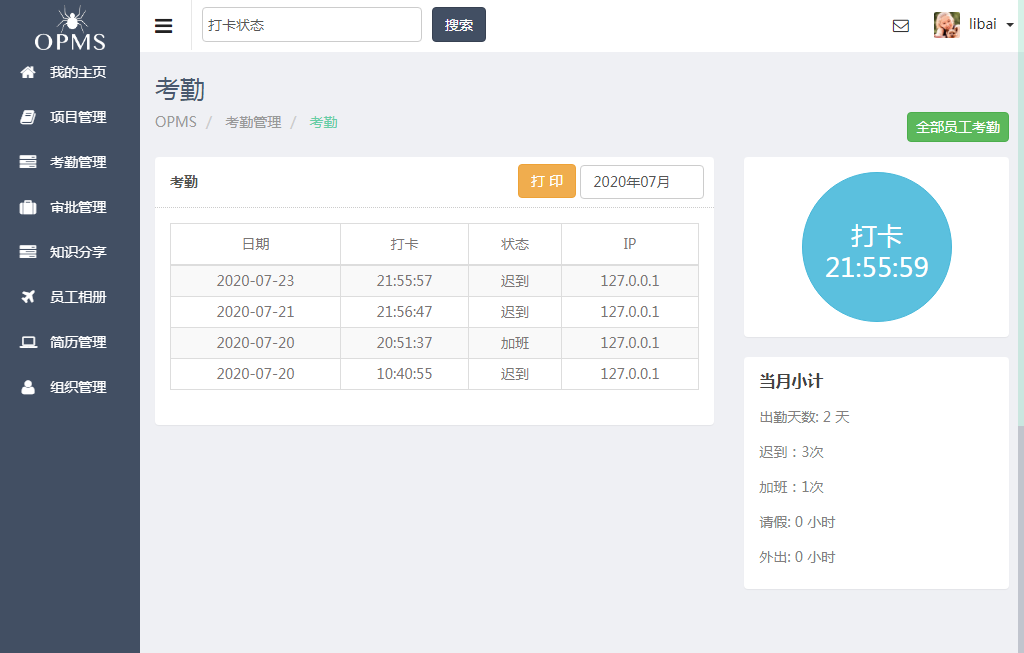 OPMS
我的主页
项目管理
考勤管理
审批管理
知识分享
员工相册
简历管理
组织管理
打卡状态 搜索 libai
考勤
OPMS / 考勤管理 / 考勤
全部员工考勤
考勤 打 印 2020年07月
日期 打卡 状态 IP
2020-07-23 21:55:57 迟到 127.0.0.1
2020-07-21 21:56:47 迟到 127.0.0.1
2020-07-20 20:51:37 加班 127.0.0.1
2020-07-20 10:40:55 迟到 127.0.0.1
打卡
21:55:59
当月小计
出勤天数: 2 天
迟到：3次
加班：1次
请假: 0 小时
外出: 0 小时